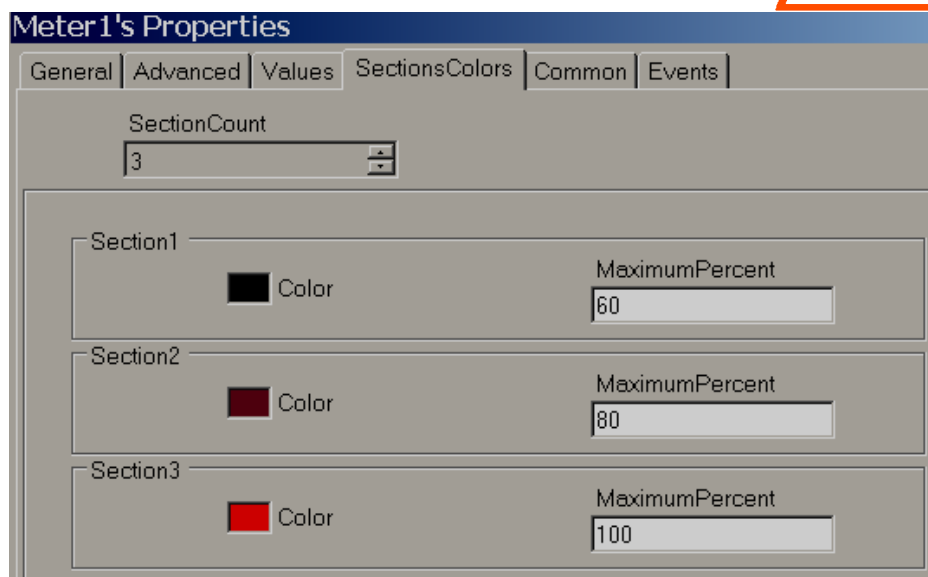 Meter1's Properties
General Advanced Values SectionsColors Common Events
SectionCount
3
Section1
Color
MaximumPercent
60
Section2
Color
MaximumPercent
80
Section3
Color
MaximumPercent
100